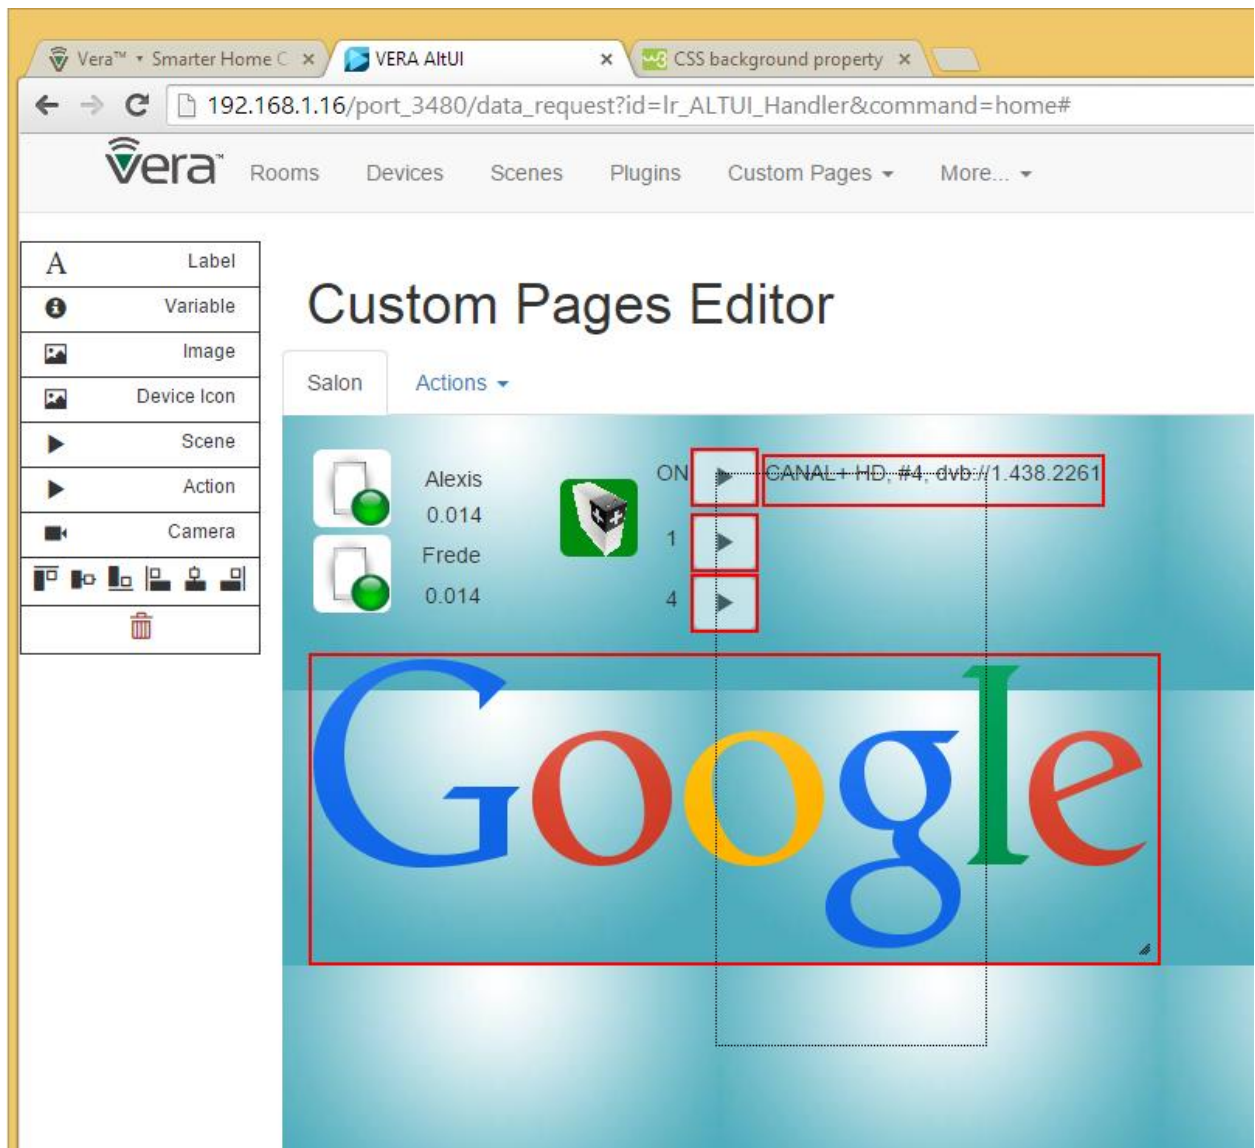 Vera™ ▾ Smarter Home C
VERA AltUI
CSS background property
192.168.1.16/port_3480/data_request?id=lr_ALTUI_Handler&command=home#
vera™
Rooms
Devices
Scenes
Plugins
Custom Pages
More...
A Label
Variable
Image
Device Icon
Scene
Action
Camera
Custom Pages Editor
Salon
Actions
Alexis
0.014
Frede
0.014
ON
1
4
CANAL+ HD, #4, dvb://1.438.2261
Google